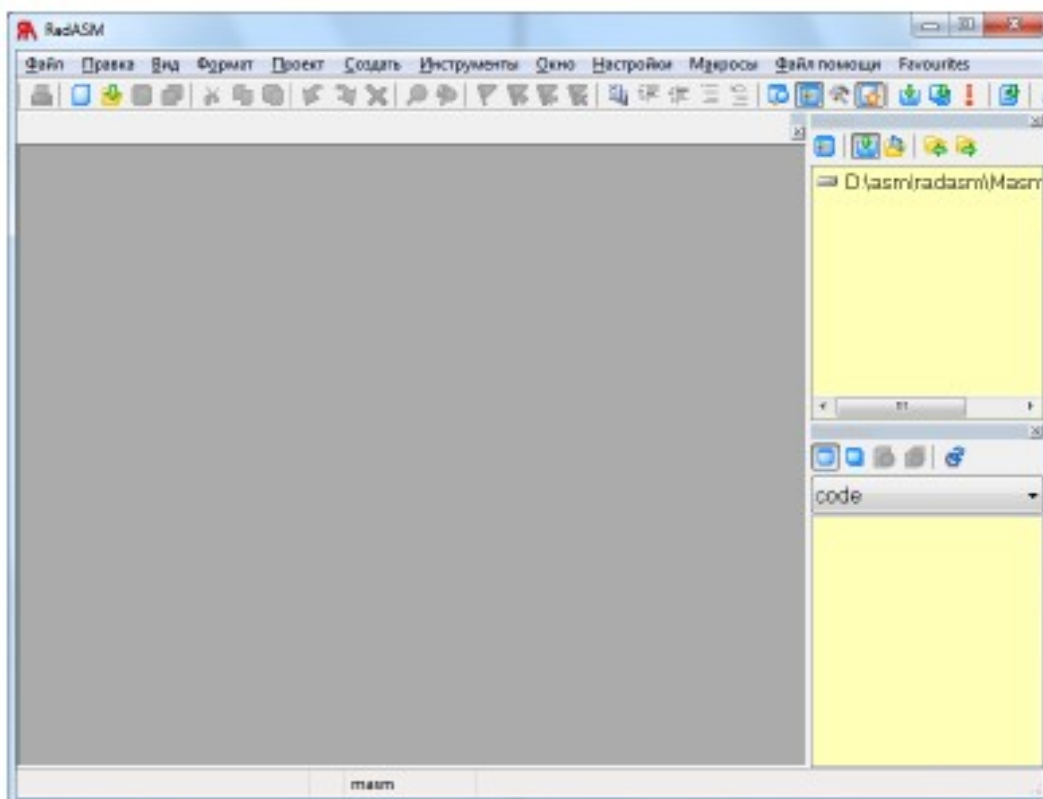 RadASM
Файл Правка Вид Формат Проект Создать Инструменты Окно Настройки Макросы Файл помощи Favourites
D:\asm\radasm\Masm
code
masm